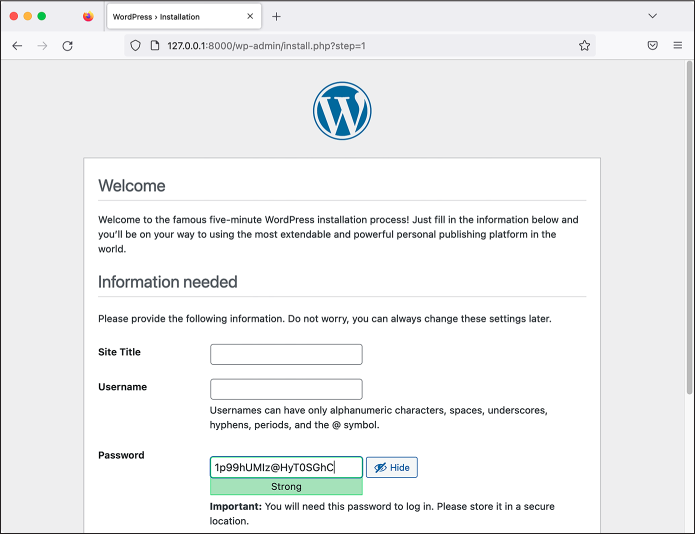 WordPress › Installation
127.0.0.1:8000/wp-admin/install.php?step=1
Welcome
Welcome to the famous five-minute WordPress installation process! Just fill in the information below and
you’ll be on your way to using the most extendable and powerful personal publishing platform in the
world.
Information needed
Please provide the following information. Do not worry, you can always change these settings later.
Site Title
Username
Usernames can have only alphanumeric characters, spaces, underscores,
hyphens, periods, and the @ symbol.
Password
1p99hUMIz@HyT0SGhC
Hide
Strong
Important: You will need this password to log in. Please store it in a secure
location.